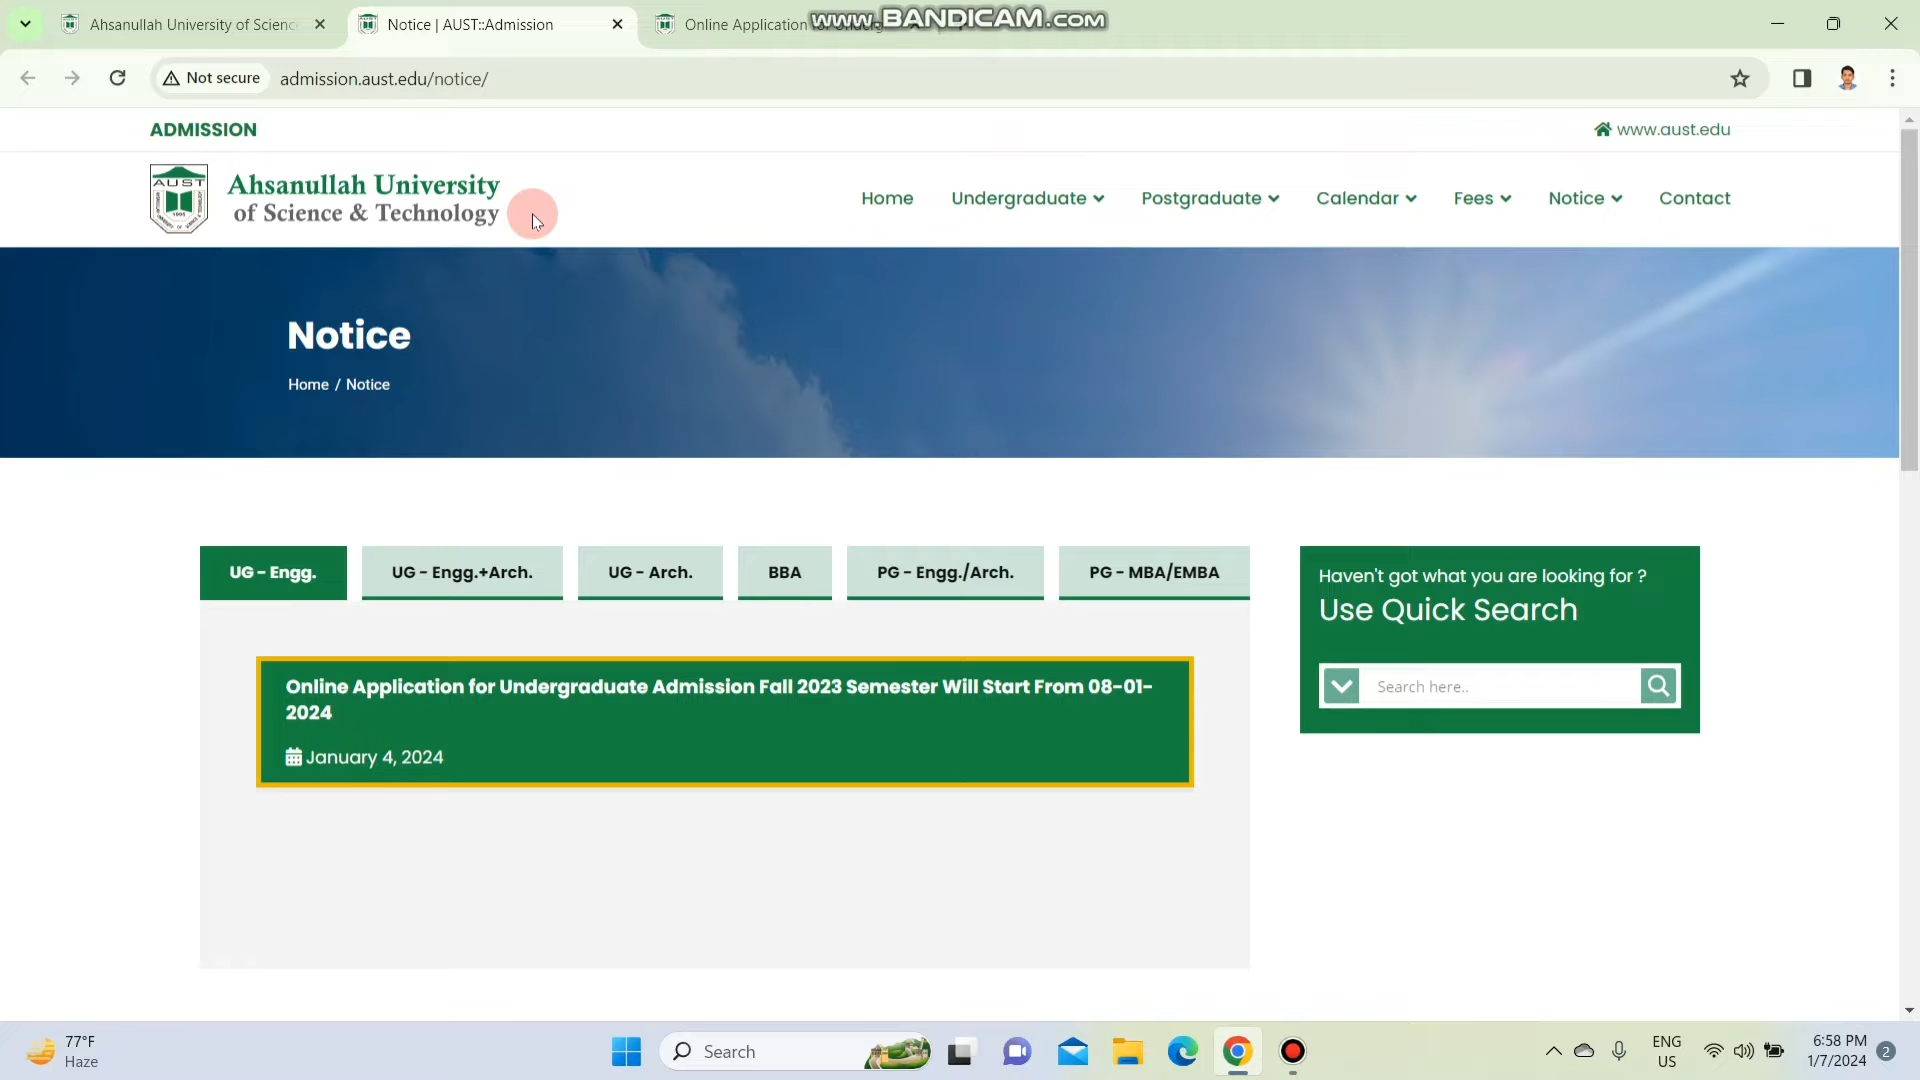 Ahsanullah University of Scienc
Notice | AUST::Admission
Online Application for Underg
www.BANDICAM.com
Not secure
admission.aust.edu/notice/
ADMISSION
www.aust.edu
AUST
Ahsanullah University
of Science & Technology
Home
Undergraduate
Postgraduate
Calendar
Fees
Notice
Contact
Notice
Home / Notice
UG - Engg.
UG - Engg.+Arch.
UG - Arch.
BBA
PG - Engg./Arch.
PG - MBA/EMBA
Haven't got what you are looking for ?
Use Quick Search
Search here..
Online Application for Undergraduate Admission Fall 2023 Semester Will Start From 08-01-
2024
January 4, 2024
77°F
Haze
Search
ENG
US
6:58 PM
1/7/2024
2